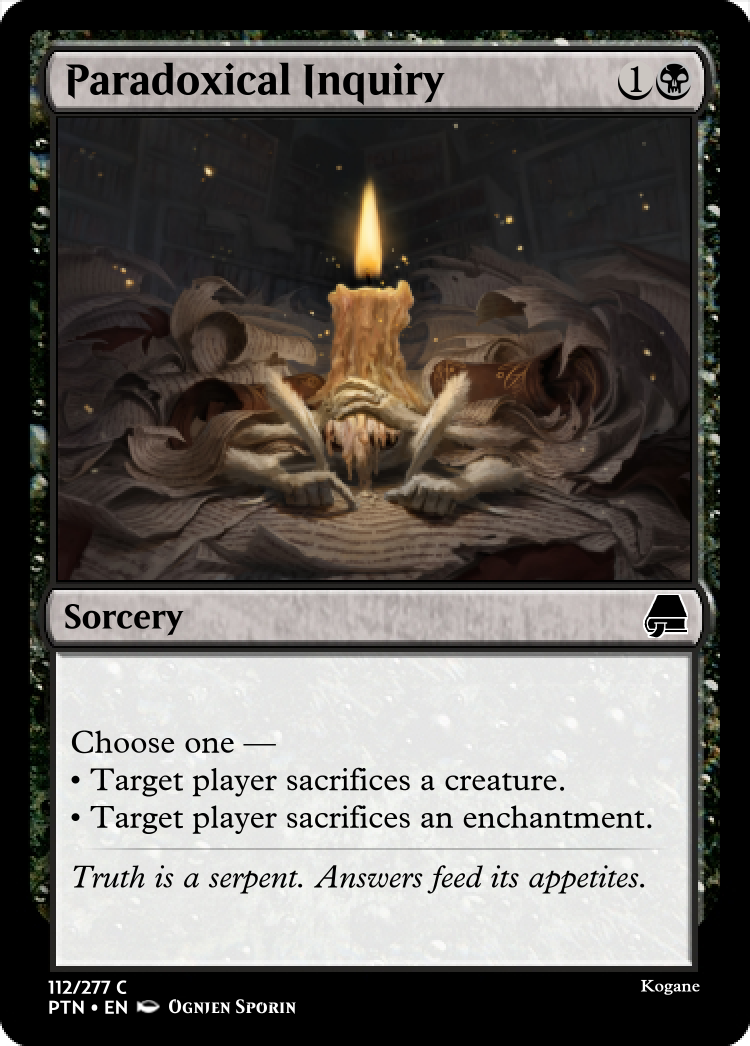 Paradoxical Inquiry 1
Sorcery
Choose one —
• Target player sacrifices a creature.
• Target player sacrifices an enchantment.
Truth is a serpent. Answers feed its appetites.
112/277 C
Kogane
PTN • EN Ognjen Sporin